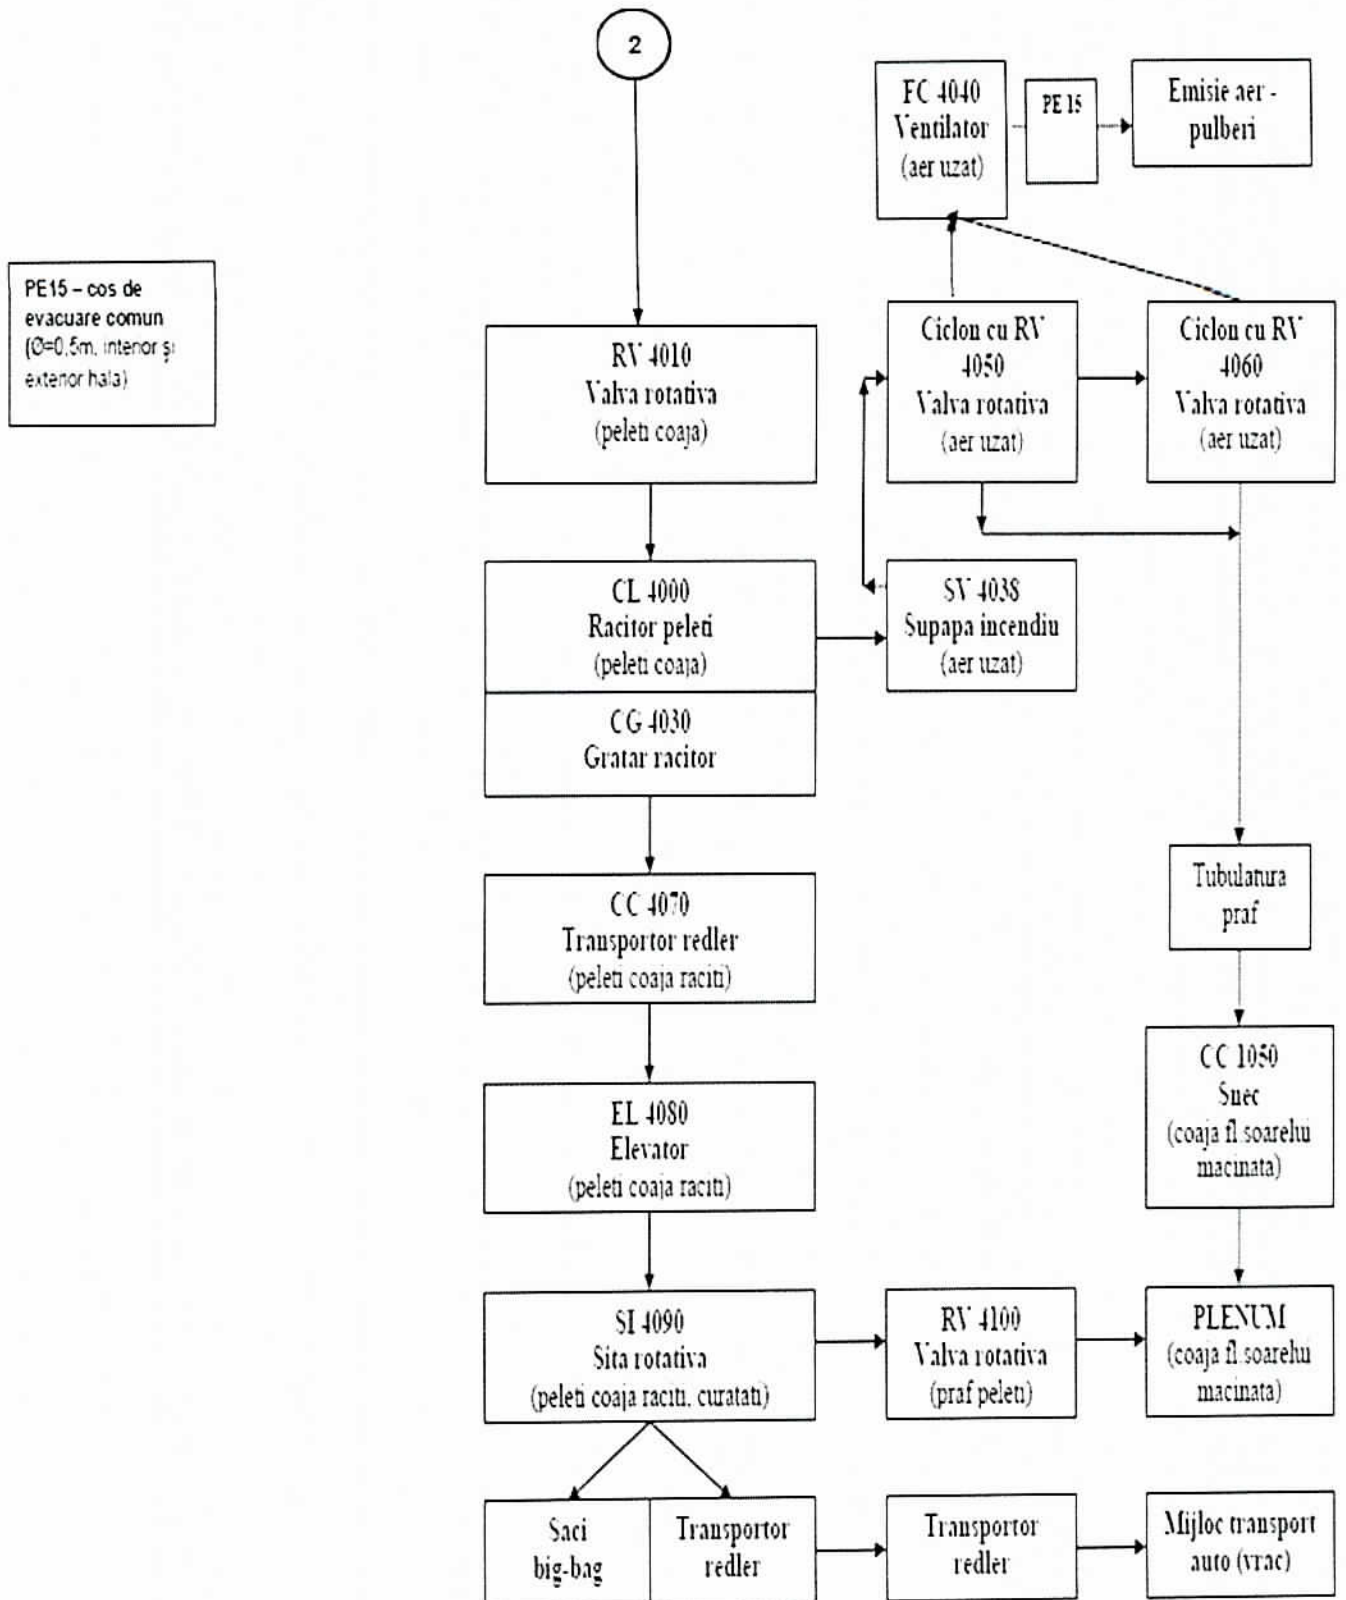 2
FC 4040
Ventilator
(aer uzat)
PE 15
Emisie aer -
pulberi
PE15 – cos de
evacuare comun
(Ø=0,5m, interior și
exterior hala)
RV 4010
Valva rotativa
(peleti coaja)
Ciclon cu RV
4050
Valva rotativa
(aer uzat)
Ciclon cu RV
4060
Valva rotativa
(aer uzat)
CL 4000
Racitor peleti
(peleti coaja)
SV 4038
Supapa incendiu
(aer uzat)
CG 4030
Gratar racitor
CC 4070
Transportor redler
(peleti coaja raciti)
Tubulatura
praf
EL 4080
Elevator
(peleti coaja raciti)
CC 1050
Snec
(coaja fl.soarelui
macinata)
SI 4090
Sita rotativa
(peleti coaja raciti, curatati)
RV 4100
Valva rotativa
(praf peleti)
PLENUM
(coaja fl.soarelui
macinata)
Saci
big-bag
Transportor
redler
Transportor
redler
Mijloc transport
auto (vrac)